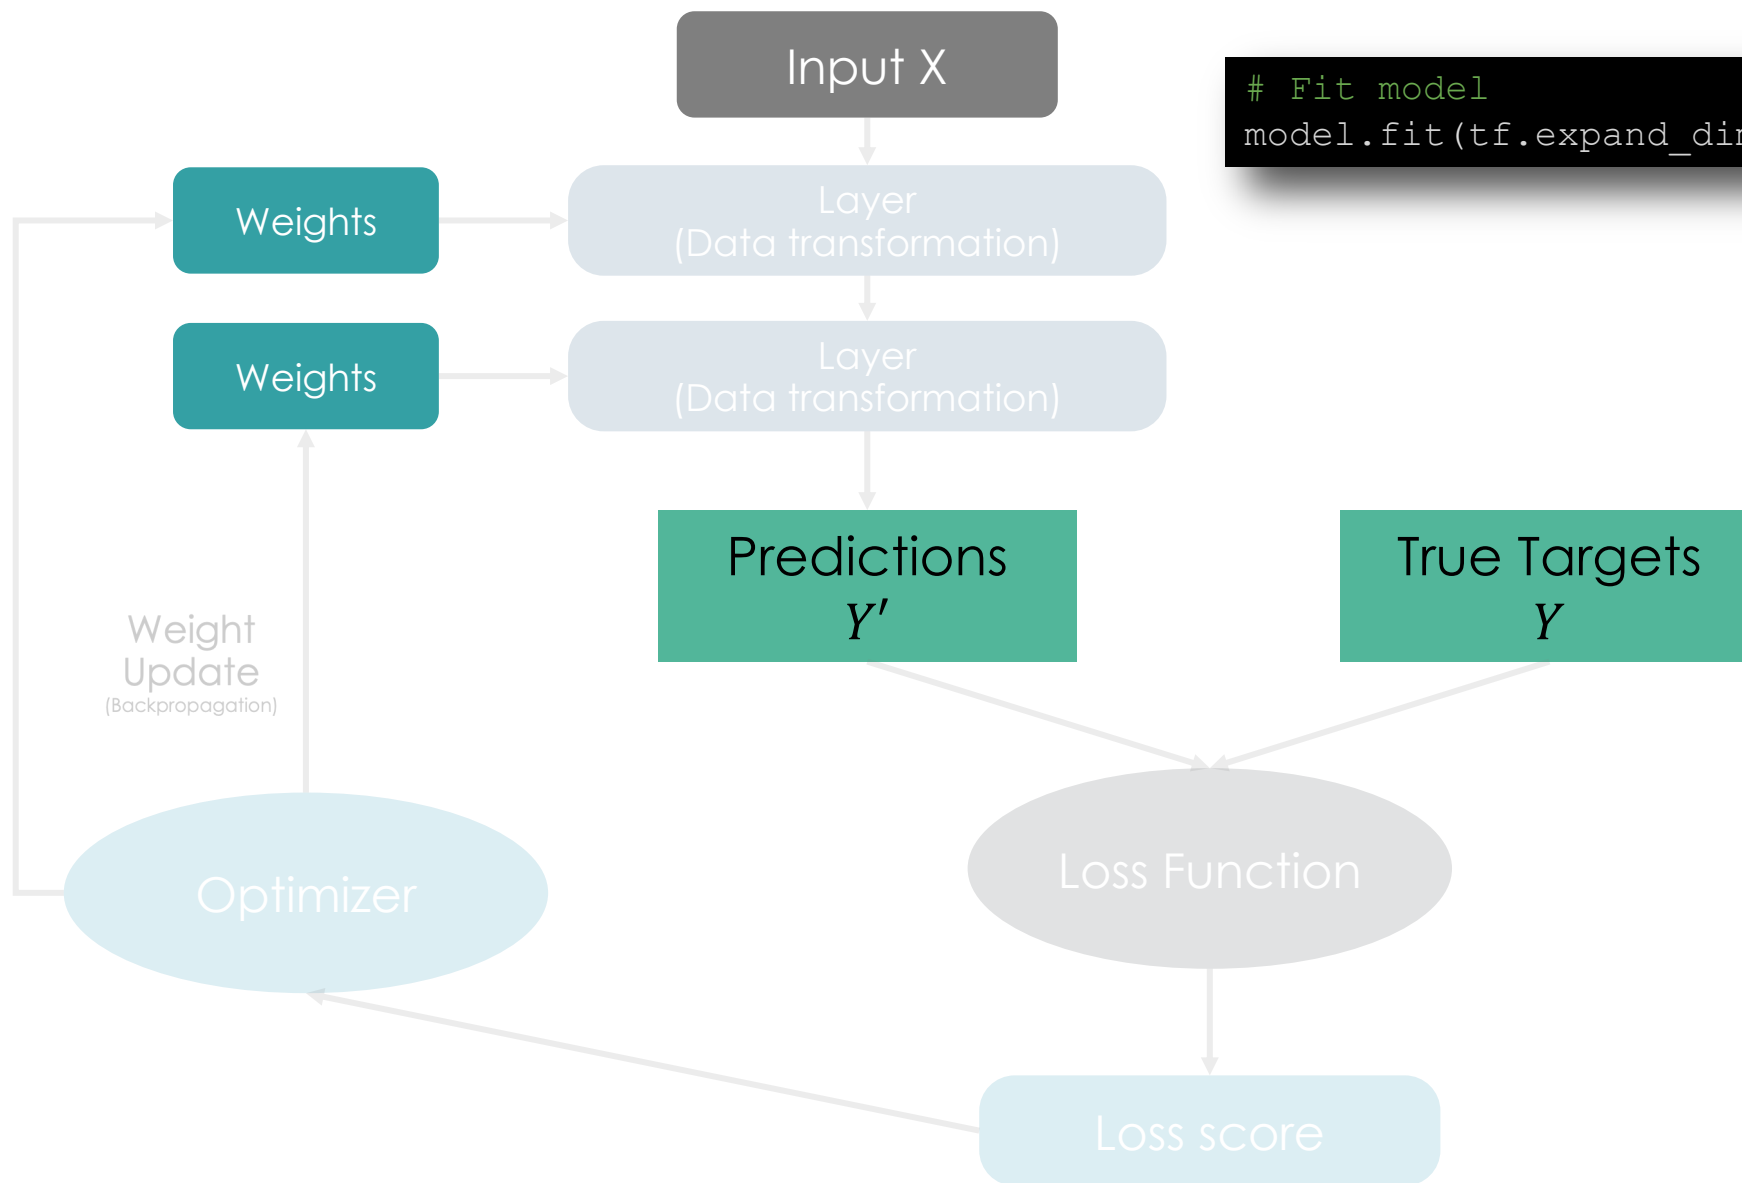 Input X
# Fit model
model.fit(tf.expand_dim
Weights
Layer
(Data transformation)
Weights
Layer
(Data transformation)
Predictions
Y′
True Targets
Y
Weight
Update
(Backpropagation)
Optimizer
Loss Function
Loss score